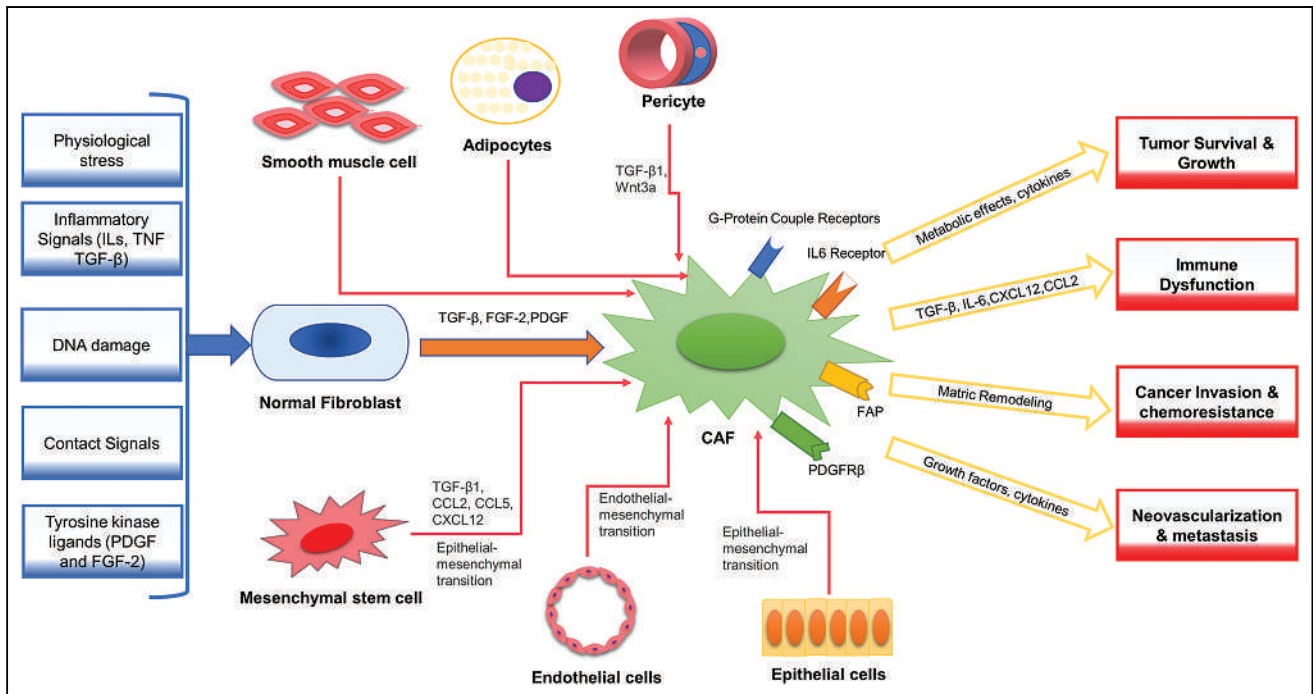 Physiological
stress
Inflammatory
Signals (ILs, TNF
TGF-β)
DNA damage
Contact Signals
Tyrosine kinase
ligands (PDGF
and FGF-2)
Smooth muscle cell
Adipocytes
Pericyte
TGF-β1,
Wnt3a
Normal Fibroblast
TGF-β, FGF-2,PDGF
G-Protein Couple Receptors
IL6 Receptor
FAP
PDGFRβ
CAF
Mesenchymal stem cell
TGF-β1,
CCL2, CCL5,
CXCL12
Epithelial-
mesenchymal
transition
Endothelial-
mesenchymal
transition
Endothelial cells
Epithelial-
mesenchymal
transition
Epithelial cells
Metabolic effects, cytokines
TGF-β, IL-6,CXCL12,CCL2
Matric Remodeling
Growth factors, cytokines
Tumor Survival &
Growth
Immune
Dysfunction
Cancer Invasion &
chemoresistance
Neovascularization
& metastasis